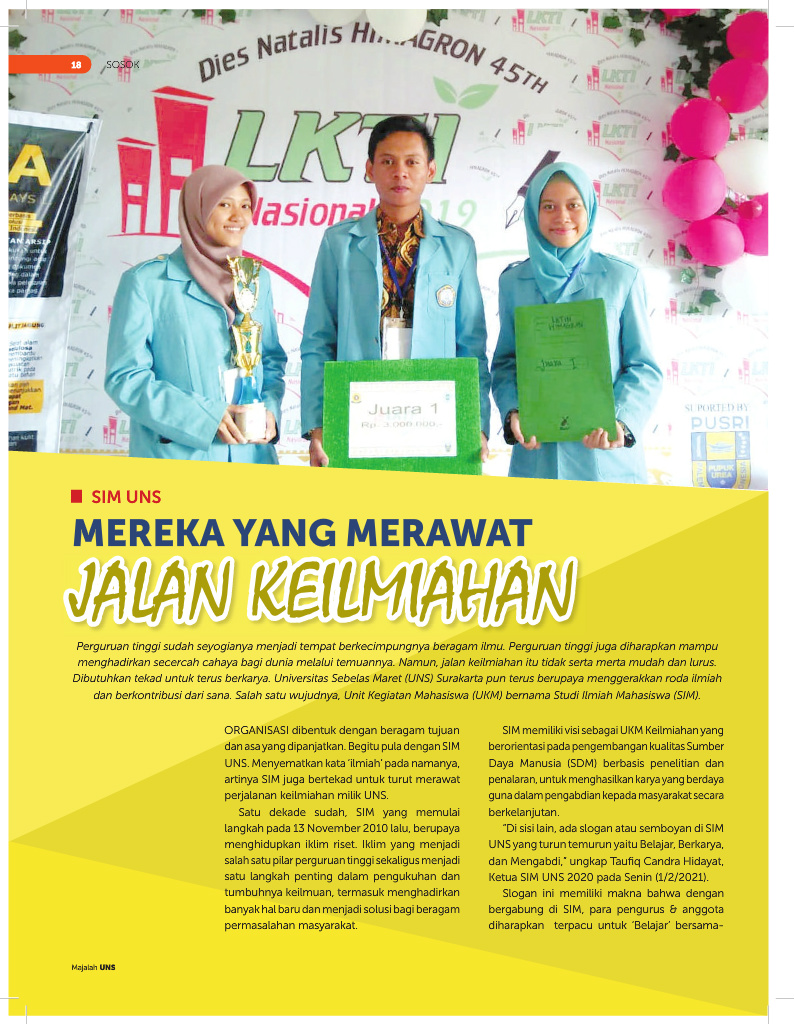 18
SOSOK
Dies Natalis HIMAGRON 45TH
LKTI
Nasional 2019
Juara 1
Rp. 3.000.000,-
Juara I
SUPORTED BY
PUSRI
PUPUK
UREA
SIM UNS
MEREKA YANG MERAWAT
JALAN KEILMIAHAN
Perguruan tinggi sudah seyogianya menjadi tempat berkecimpungnya beragam ilmu. Perguruan tinggi juga diharapkan mampu
menghadirkan secercah cahaya bagi dunia melalui temuannya. Namun, jalan keilmiahan itu tidak serta merta mudah dan lurus.
Dibutuhkan tekad untuk terus berkarya. Universitas Sebelas Maret (UNS) Surakarta pun terus berupaya menggerakkan roda ilmiah
dan berkontribusi dari sana. Salah satu wujudnya, Unit Kegiatan Mahasiswa (UKM) bernama Studi Ilmiah Mahasiswa (SIM).
ORGANISASI dibentuk dengan beragam tujuan
dan asa yang dipanjatkan. Begitu pula dengan SIM
UNS. Menyematkan kata 'ilmiah' pada namanya,
artinya SIM juga bertekad untuk turut merawat
perjalanan keilmiahan milik UNS.
Satu dekade sudah, SIM yang memulai
langkah pada 13 November 2010 lalu, berupaya
menghidupkan iklim riset. Iklim yang menjadi
salah satu pilar perguruan tinggi sekaligus menjadi
satu langkah penting dalam pengukuhan dan
tumbuhnya keilmuan, termasuk menghadirkan
banyak hal baru dan menjadi solusi bagi beragam
permasalahan masyarakat.
SIM memiliki visi sebagai UKM Keilmiahan yang
berorientasi pada pengembangan kualitas Sumber
Daya Manusia (SDM) berbasis penelitian dan
penalaran, untuk menghasilkan karya yang berdaya
guna dalam pengabdian kepada masyarakat secara
berkelanjutan.
"Di sisi lain, ada slogan atau semboyan di SIM
UNS yang turun temurun yaitu Belajar, Berkarya,
dan Mengabdi," ungkap Taufiq Candra Hidayat,
Ketua SIM UNS 2020 pada Senin (1/2/2021).
Slogan ini memiliki makna bahwa dengan
bergabung di SIM, para pengurus & anggota
diharapkan terpacu untuk 'Belajar' bersama-
Majalah UNS